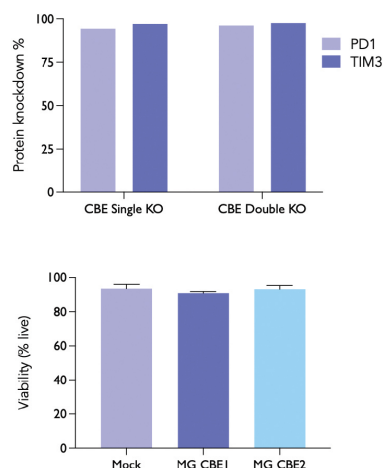 100
75
50
25
0
Protein knockdown %
PD1
TIM3
CBE Single KO
CBE Double KO
100
80
60
40
20
0
Viability (% live)
Mock
MG CBE1
MG CBE2